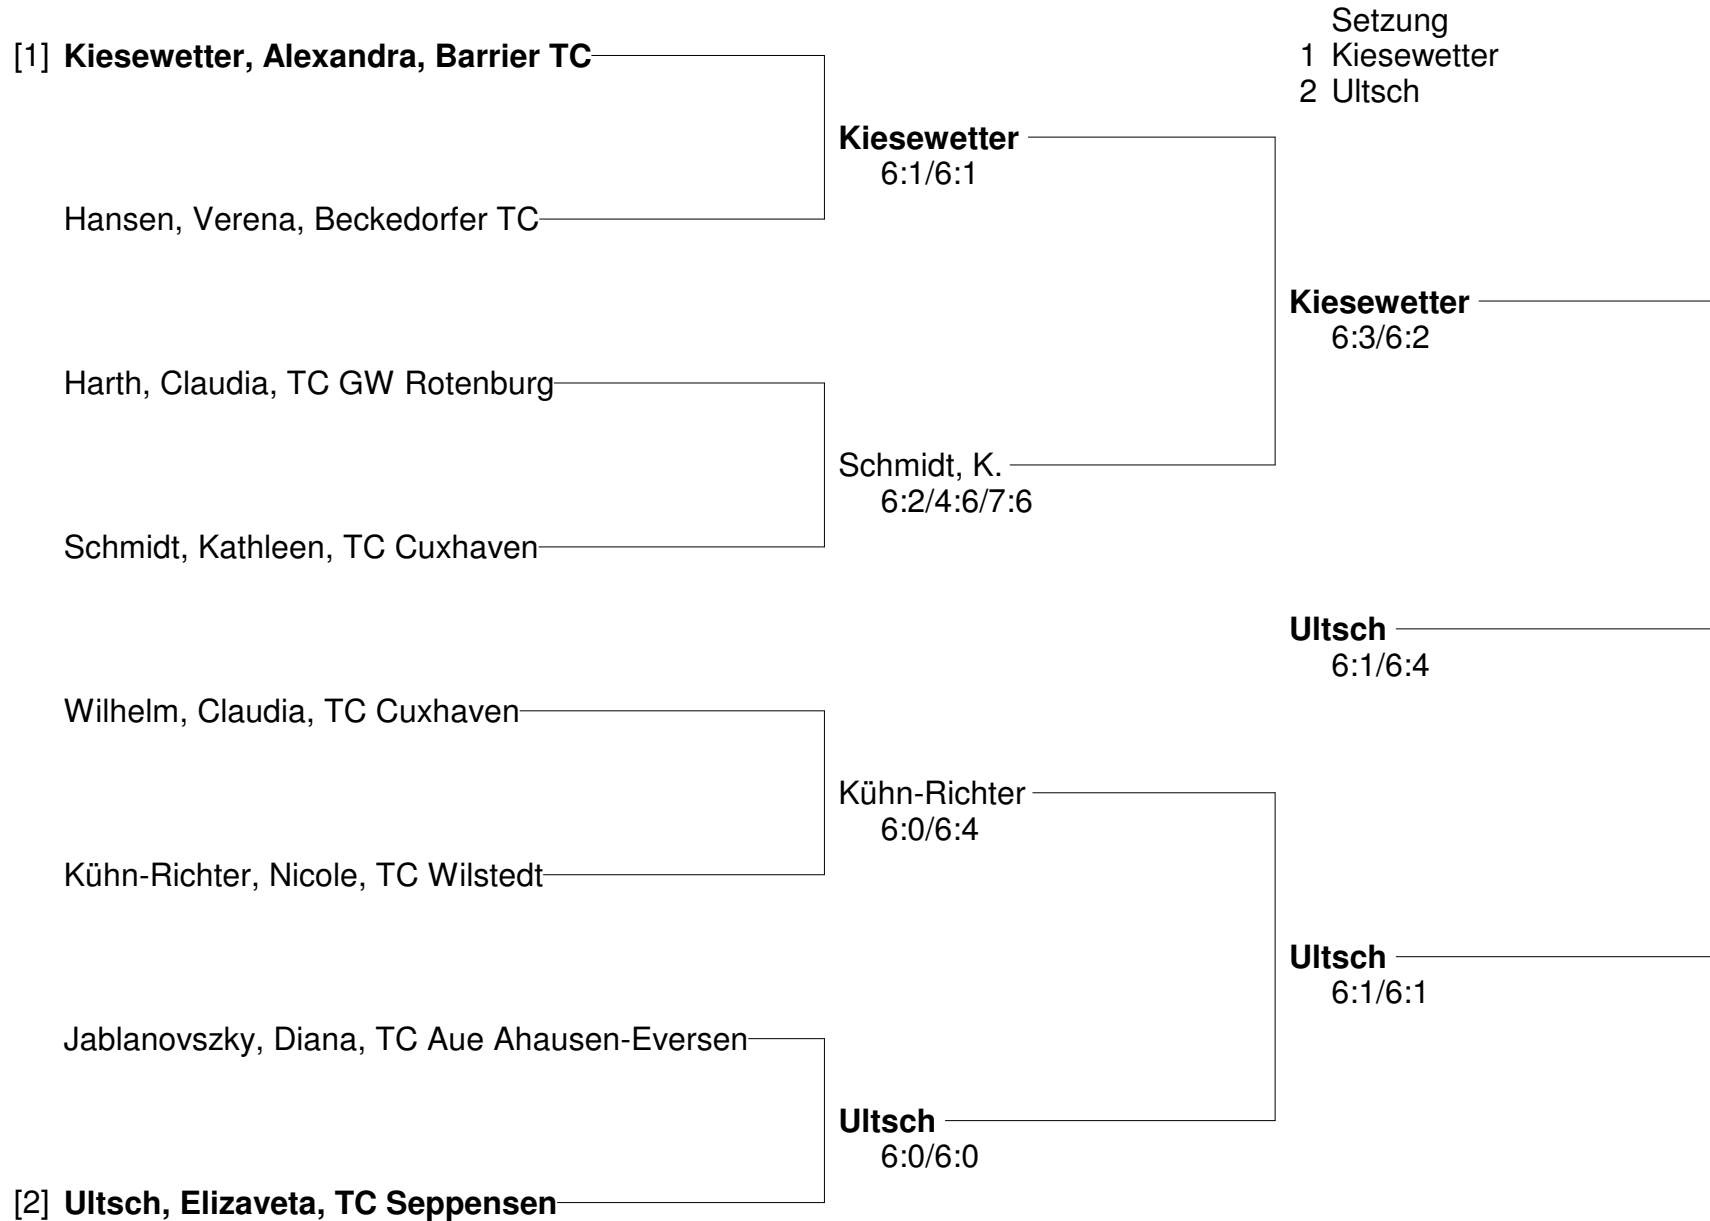 Setzung
[1] Kiesewetter, Alexandra, Barrier TC
1 Kiesewetter
2 Ultsch
Kiesewetter
6:1/6:1
Hansen, Verena, Beckedorfer TC
Kiesewetter
6:3/6:2
Harth, Claudia, TC GW Rotenburg
Schmidt, K.
6:2/4:6/7:6
Schmidt, Kathleen, TC Cuxhaven
Ultsch
6:1/6:4
Wilhelm, Claudia, TC Cuxhaven
Kühn-Richter
6:0/6:4
Kühn-Richter, Nicole, TC Wilstedt
Ultsch
6:1/6:1
Jablanovszky, Diana, TC Aue Ahausen-Eversen
Ultsch
6:0/6:0
[2] Ultsch, Elizaveta, TC Seppensen